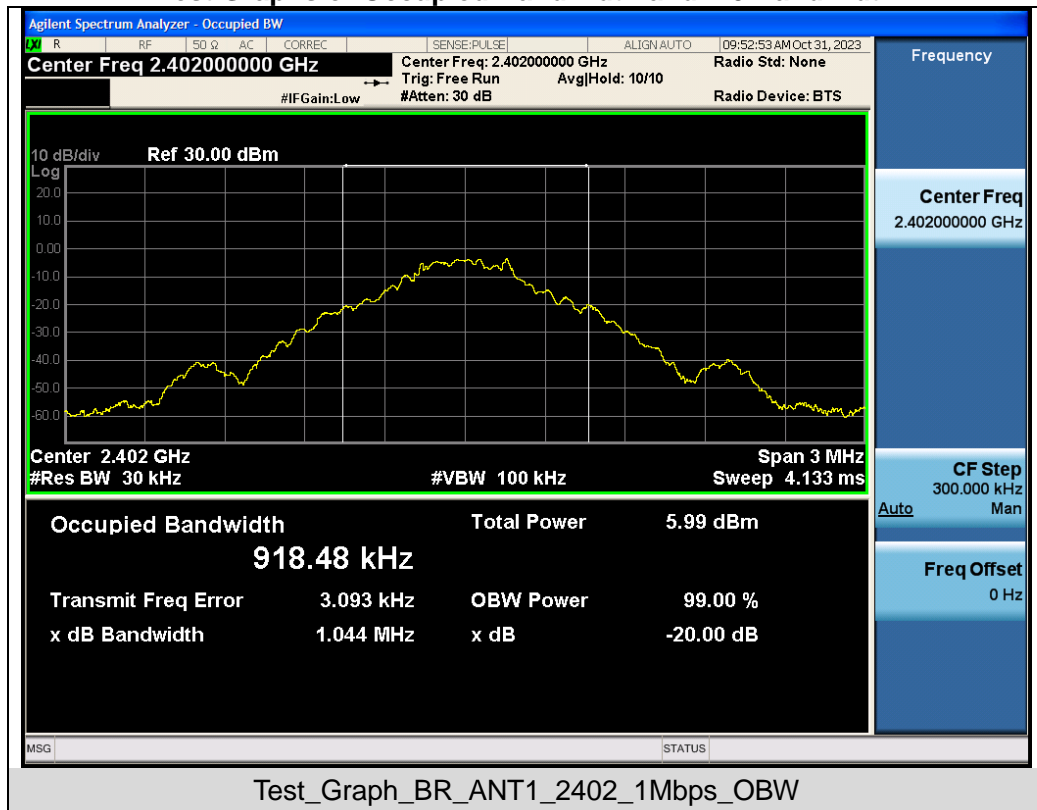 Agilent Spectrum Analyzer - Occupied BW
LXI R RF 50 Ω AC CORREC SENSE:PULSE ALIGN AUTO 09:52:53 AM Oct 31, 2023
Center Freq 2.402000000 GHz
Center Freq: 2.402000000 GHz
Radio Std: None
Trig: Free Run Avg|Hold: 10/10
#IFGain:Low
#Atten: 30 dB
Radio Device: BTS
Frequency
10 dB/div Ref 30.00 dBm
Log
20.0
10.0
0.00
-10.0
-20.0
-30.0
-40.0
-50.0
-60.0
Center 2.402 GHz
Span 3 MHz
#Res BW 30 kHz
#VBW 100 kHz
Sweep 4.133 ms
Center Freq
2.402000000 GHz
CF Step
300.000 kHz
Auto Man
Freq Offset
0 Hz
Occupied Bandwidth
918.48 kHz
Total Power 5.99 dBm
Transmit Freq Error 3.093 kHz OBW Power 99.00 %
x dB Bandwidth 1.044 MHz x dB -20.00 dB
MSG STATUS
Test_Graph_BR_ANT1_2402_1Mbps_OBW